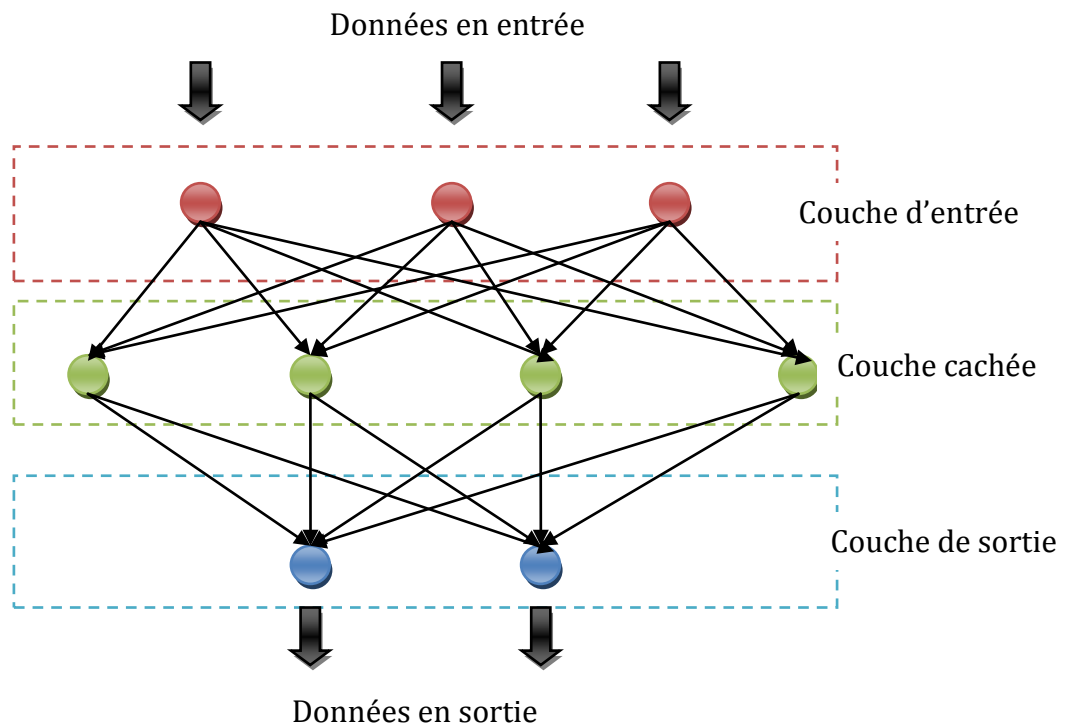 Données en entrée
Couche d'entrée
Couche cachée
Couche de sortie
Données en sortie